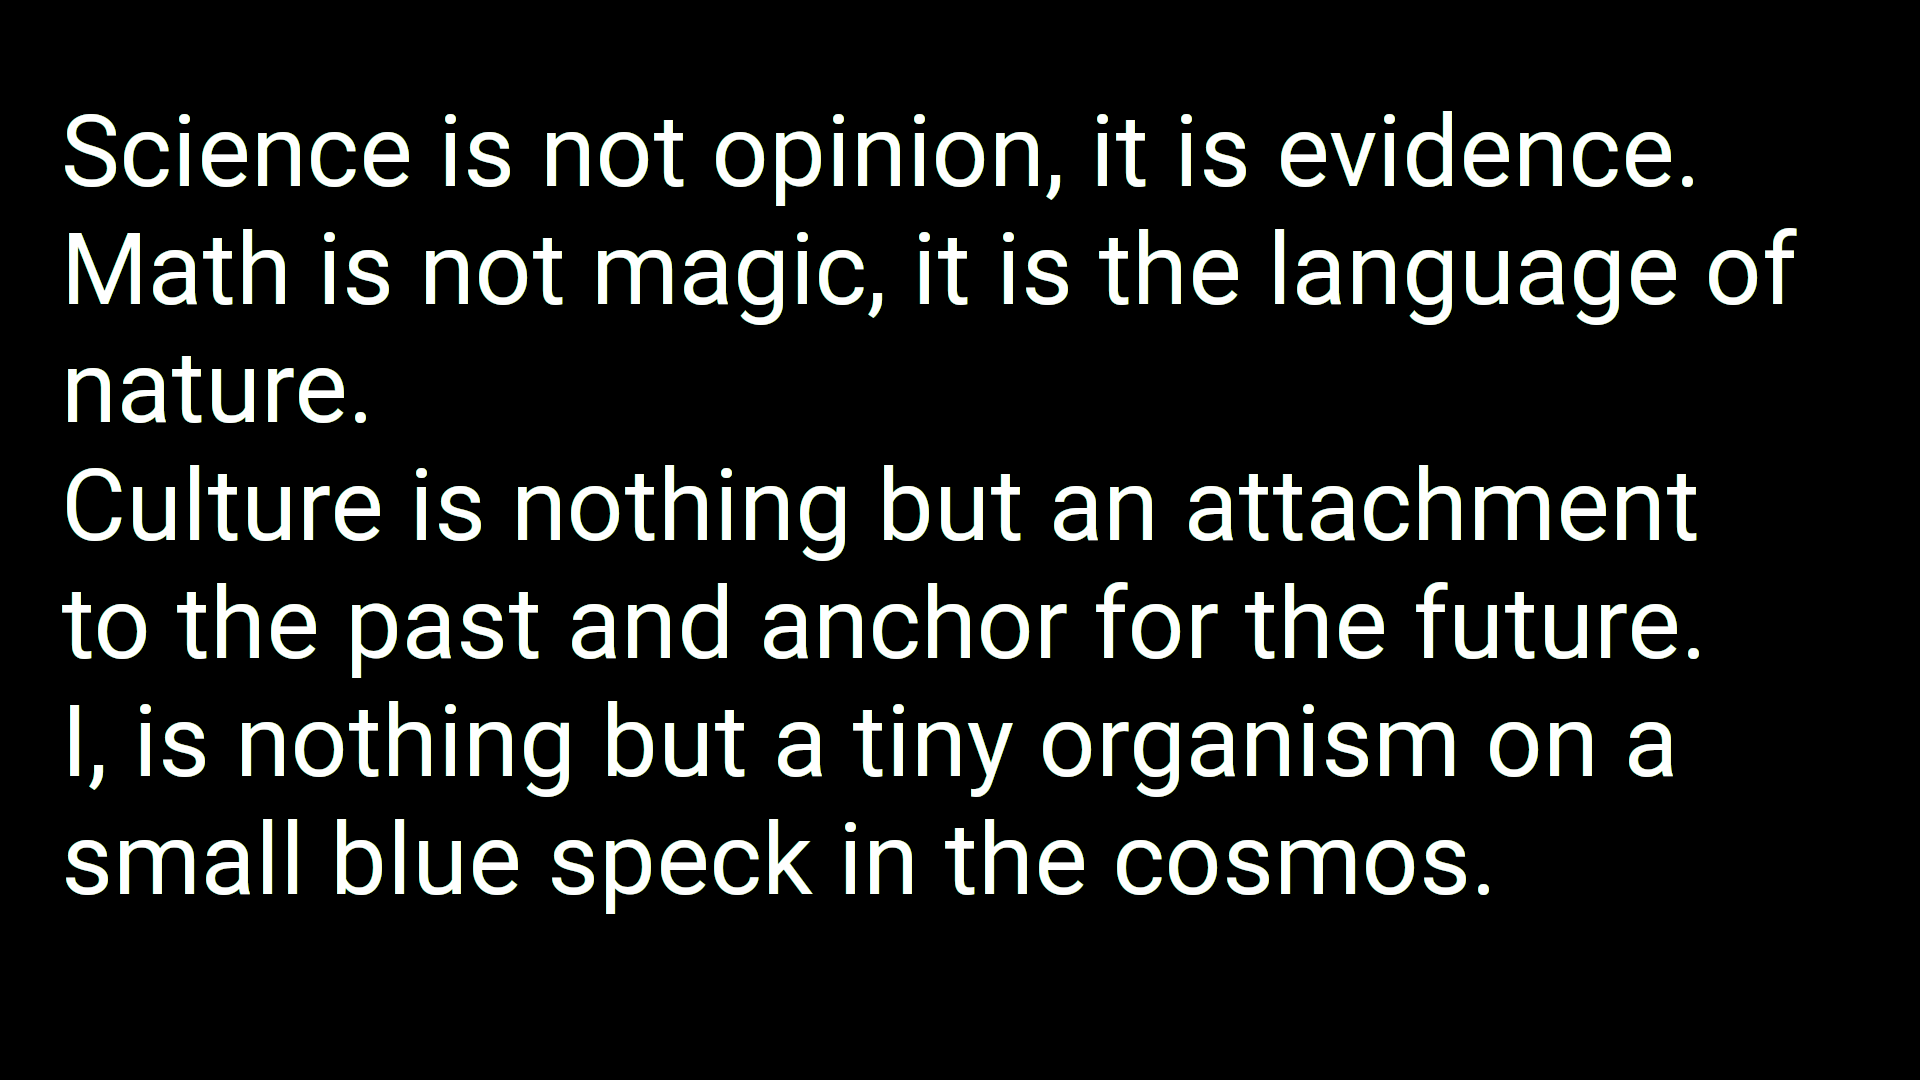 Science is not opinion, it is evidence.
Math is not magic, it is the language of
nature.
Culture is nothing but an attachment
to the past and anchor for the future.
I, is nothing but a tiny organism on a
small blue speck in the cosmos.